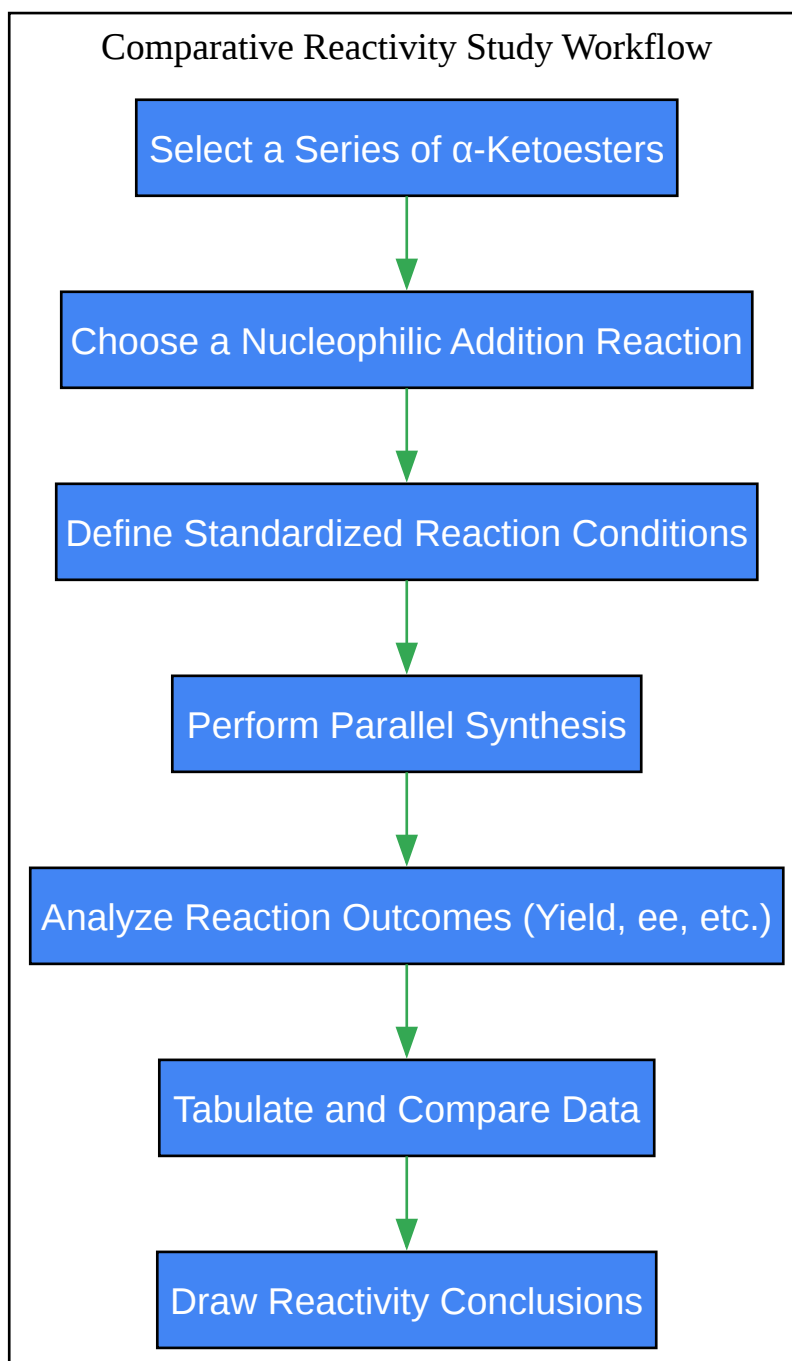 Comparative Reactivity Study Workflow
Select a Series of α-Ketoesters
Choose a Nucleophilic Addition Reaction
Define Standardized Reaction Conditions
Perform Parallel Synthesis
Analyze Reaction Outcomes (Yield, ee, etc.)
Tabulate and Compare Data
Draw Reactivity Conclusions